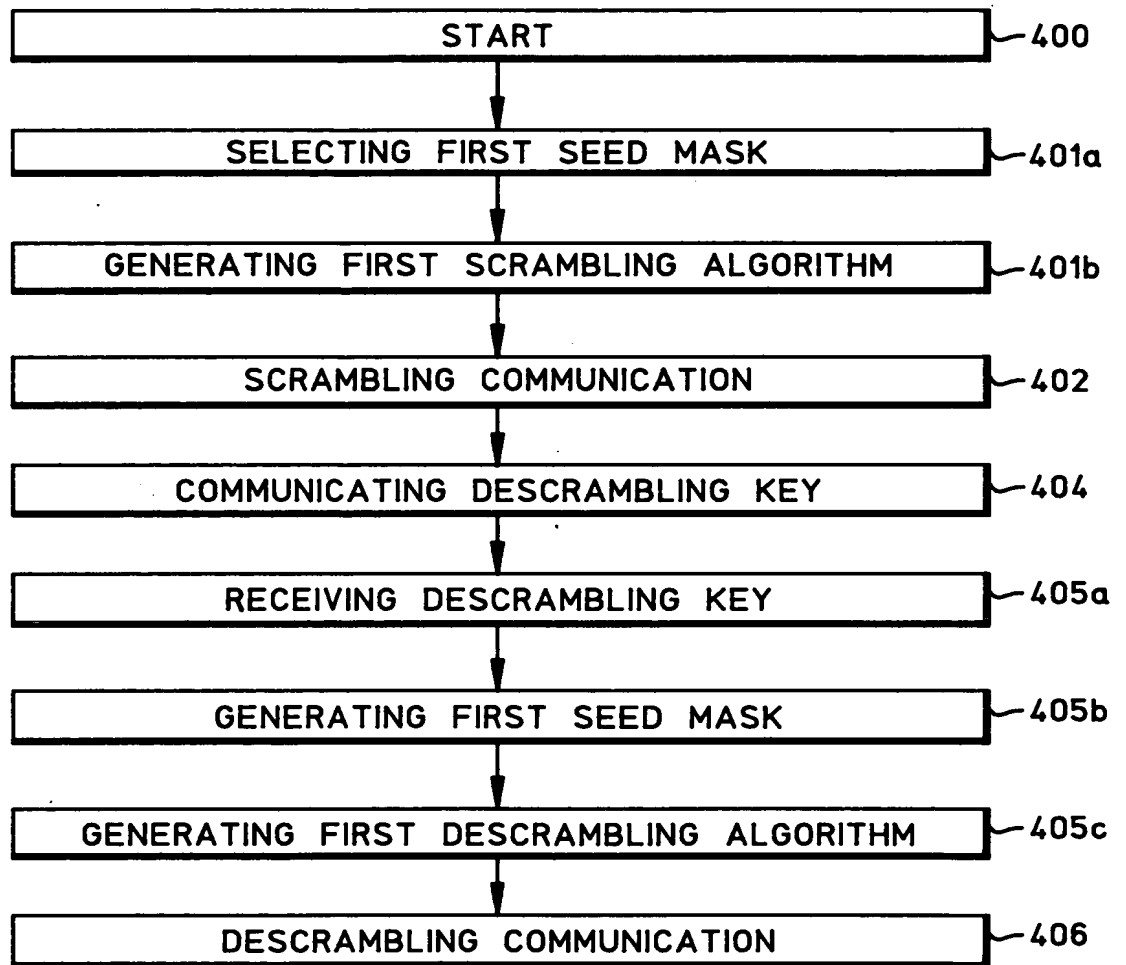 START 400
SELECTING FIRST SEED MASK 401a
GENERATING FIRST SCRAMBLING ALGORITHM 401b
SCRAMBLING COMMUNICATION 402
COMMUNICATING DESCRAMBLING KEY 404
RECEIVING DESCRAMBLING KEY 405a
GENERATING FIRST SEED MASK 405b
GENERATING FIRST DESCRAMBLING ALGORITHM 405c
DESCRAMBLING COMMUNICATION 406